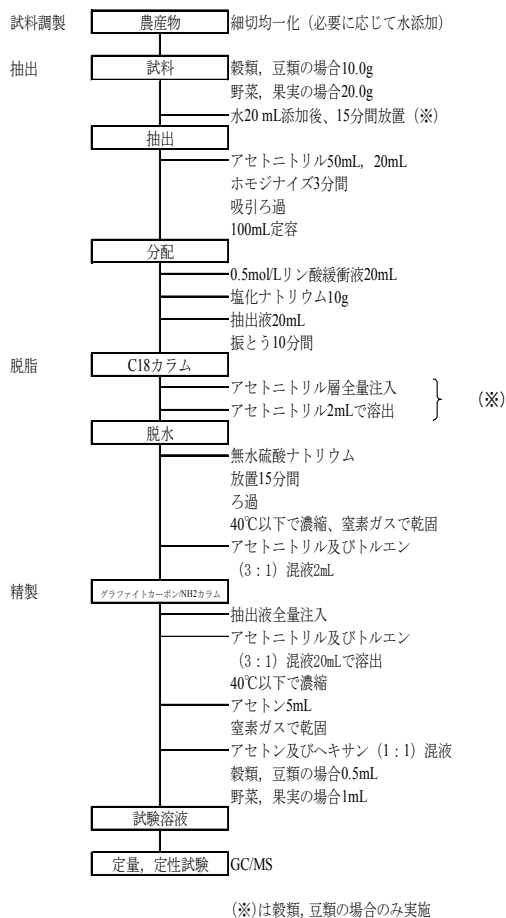 試料調製 農産物 細切均一化（必要に応じて水添加）
抽出 試料 穀類，豆類の場合10.0g
野菜，果実の場合20.0g
水20 mL添加後、15分間放置（※）
抽出
アセトニトリル50mL，20mL
ホモジナイズ3分間
吸引ろ過
100mL定容
分配
0.5mol/Lリン酸緩衝液20mL
塩化ナトリウム10g
抽出液20mL
振とう10分間
脱脂 C18カラム
アセトニトリル層全量注入
（※）
アセトニトリル2mLで溶出
脱水
無水硫酸ナトリウム
放置15分間
ろ過
40℃以下で濃縮、窒素ガスで乾固
アセトニトリル及びトルエン
（3：1）混液2mL
精製 グラファイトカーボン/NH2カラム
抽出液全量注入
アセトニトリル及びトルエン
（3：1）混液20mLで溶出
40℃以下で濃縮
アセトン5mL
窒素ガスで乾固
アセトン及びヘキサン（1：1）混液
穀類，豆類の場合0.5mL
野菜，果実の場合1mL
試験溶液
定量，定性試験 GC/MS
（※）は穀類，豆類の場合のみ実施